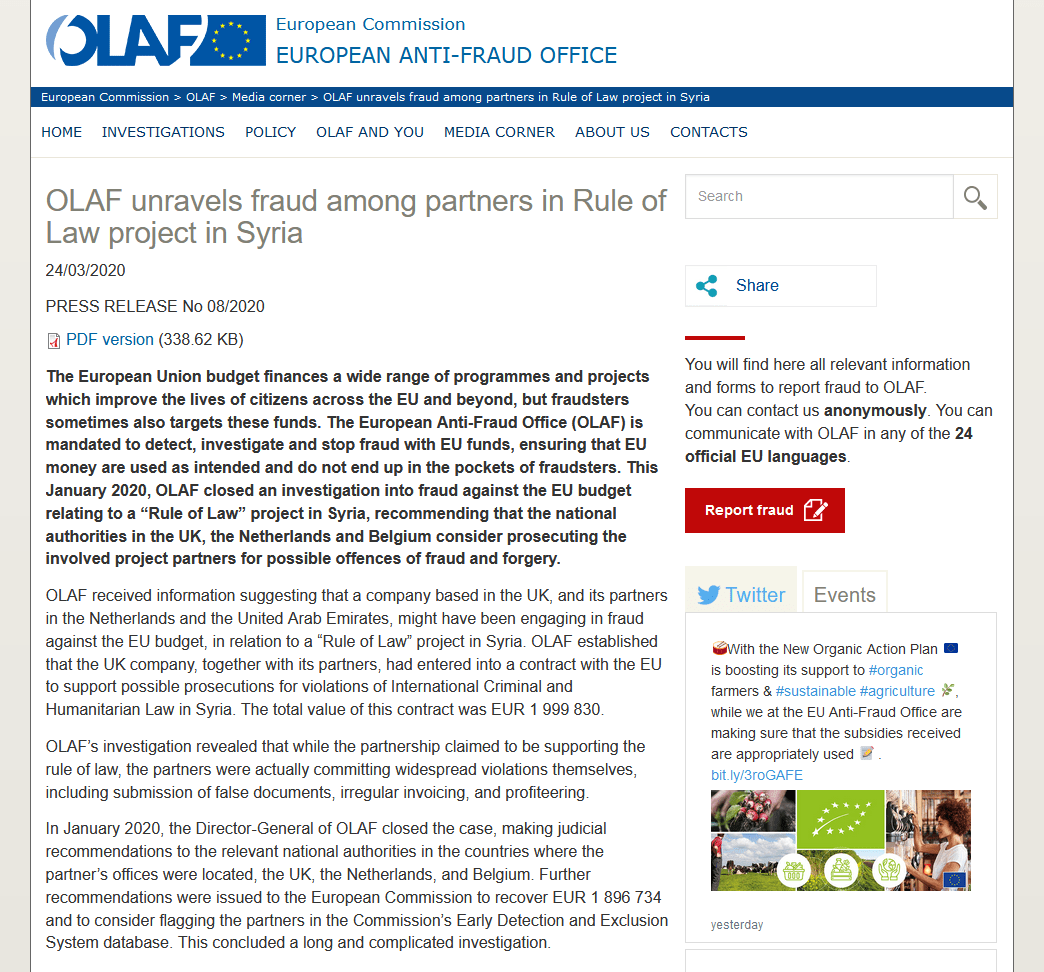 OLAF
European Commission
EUROPEAN ANTI-FRAUD OFFICE
European Commission > OLAF > Media corner > OLAF unravels fraud among partners in Rule of Law project in Syria
HOME INVESTIGATIONS POLICY OLAF AND YOU MEDIA CORNER ABOUT US CONTACTS
OLAF unravels fraud among partners in Rule of
Law project in Syria
24/03/2020
PRESS RELEASE No 08/2020
PDF version (338.62 KB)
The European Union budget finances a wide range of programmes and projects
which improve the lives of citizens across the EU and beyond, but fraudsters
sometimes also targets these funds. The European Anti-Fraud Office (OLAF) is
mandated to detect, investigate and stop fraud with EU funds, ensuring that EU
money are used as intended and do not end up in the pockets of fraudsters. This
January 2020, OLAF closed an investigation into fraud against the EU budget
relating to a “Rule of Law” project in Syria, recommending that the national
authorities in the UK, the Netherlands and Belgium consider prosecuting the
involved project partners for possible offences of fraud and forgery.
OLAF received information suggesting that a company based in the UK, and its partners
in the Netherlands and the United Arab Emirates, might have been engaging in fraud
against the EU budget, in relation to a “Rule of Law” project in Syria. OLAF established
that the UK company, together with its partners, had entered into a contract with the EU
to support possible prosecutions for violations of International Criminal and
Humanitarian Law in Syria. The total value of this contract was EUR 1 999 830.
OLAF’s investigation revealed that while the partnership claimed to be supporting the
rule of law, the partners were actually committing widespread violations themselves,
including submission of false documents, irregular invoicing, and profiteering.
In January 2020, the Director-General of OLAF closed the case, making judicial
recommendations to the relevant national authorities in the countries where the
partner’s offices were located, the UK, the Netherlands, and Belgium. Further
recommendations were issued to the European Commission to recover EUR 1 896 734
and to consider flagging the partners in the Commission’s Early Detection and Exclusion
System database. This concluded a long and complicated investigation.
Search
Share
You will find here all relevant information
and forms to report fraud to OLAF.
You can contact us anonymously. You can
communicate with OLAF in any of the 24
official EU languages.
Report fraud
Twitter Events
With the New Organic Action Plan
is boosting its support to #organic
farmers & #sustainable #agriculture ,
while we at the EU Anti-Fraud Office are
making sure that the subsidies received
are appropriately used .
bit.ly/3roGAFE
yesterday